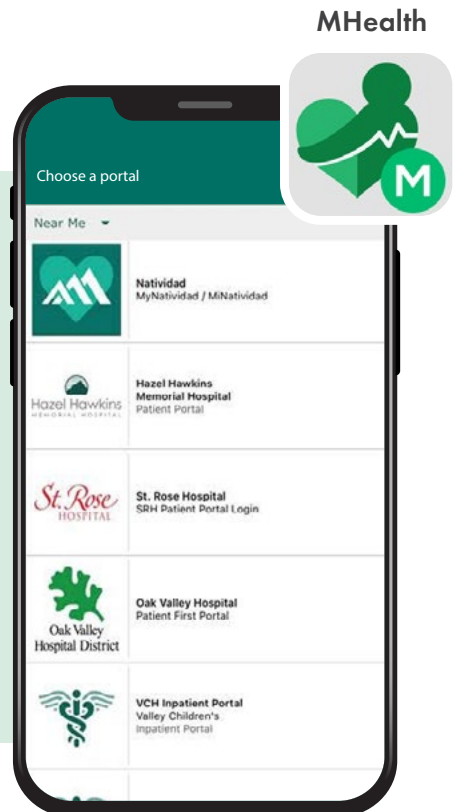 MHealth
M
Choose a portal
Near Me
Natividad
MyNatividad / MiNatividad
Hazel Hawkins
MEMORIAL HOSPITAL
Hazel Hawkins
Memorial Hospital
Patient Portal
St. Rose
HOSPITAL
St. Rose Hospital
SRH Patient Portal Login
Oak Valley
Hospital District
Oak Valley Hospital
Patient First Portal
VCH Inpatient Portal
Valley Children's
Inpatient Portal